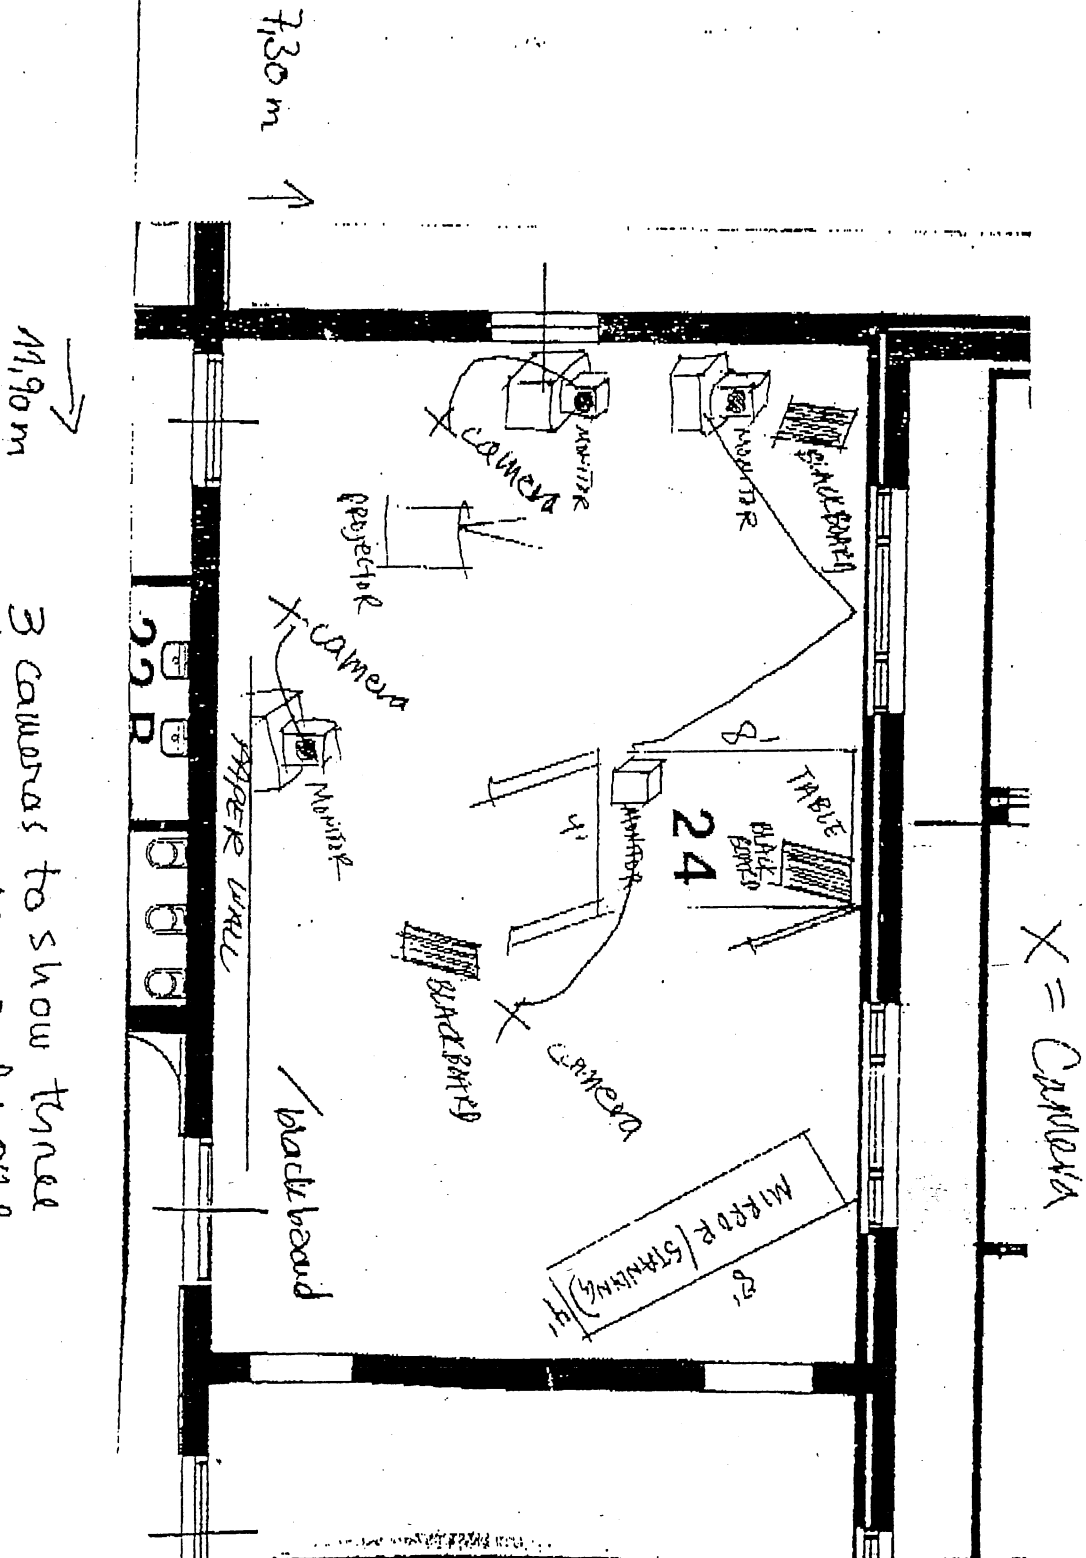 7,30 m
11,90 m
X = Camera
MONITOR
MONITOR
BLACKBOARD
camera
PROJECTOR
camera
MONITOR
PAPER WALL
22 B
8'
TABLE
BLACK BOARD
24
MONITOR
4'
BLACKBOARD
camera
blackboard
MIRROR (STANDING)
8'
4'
3 cameras to show three